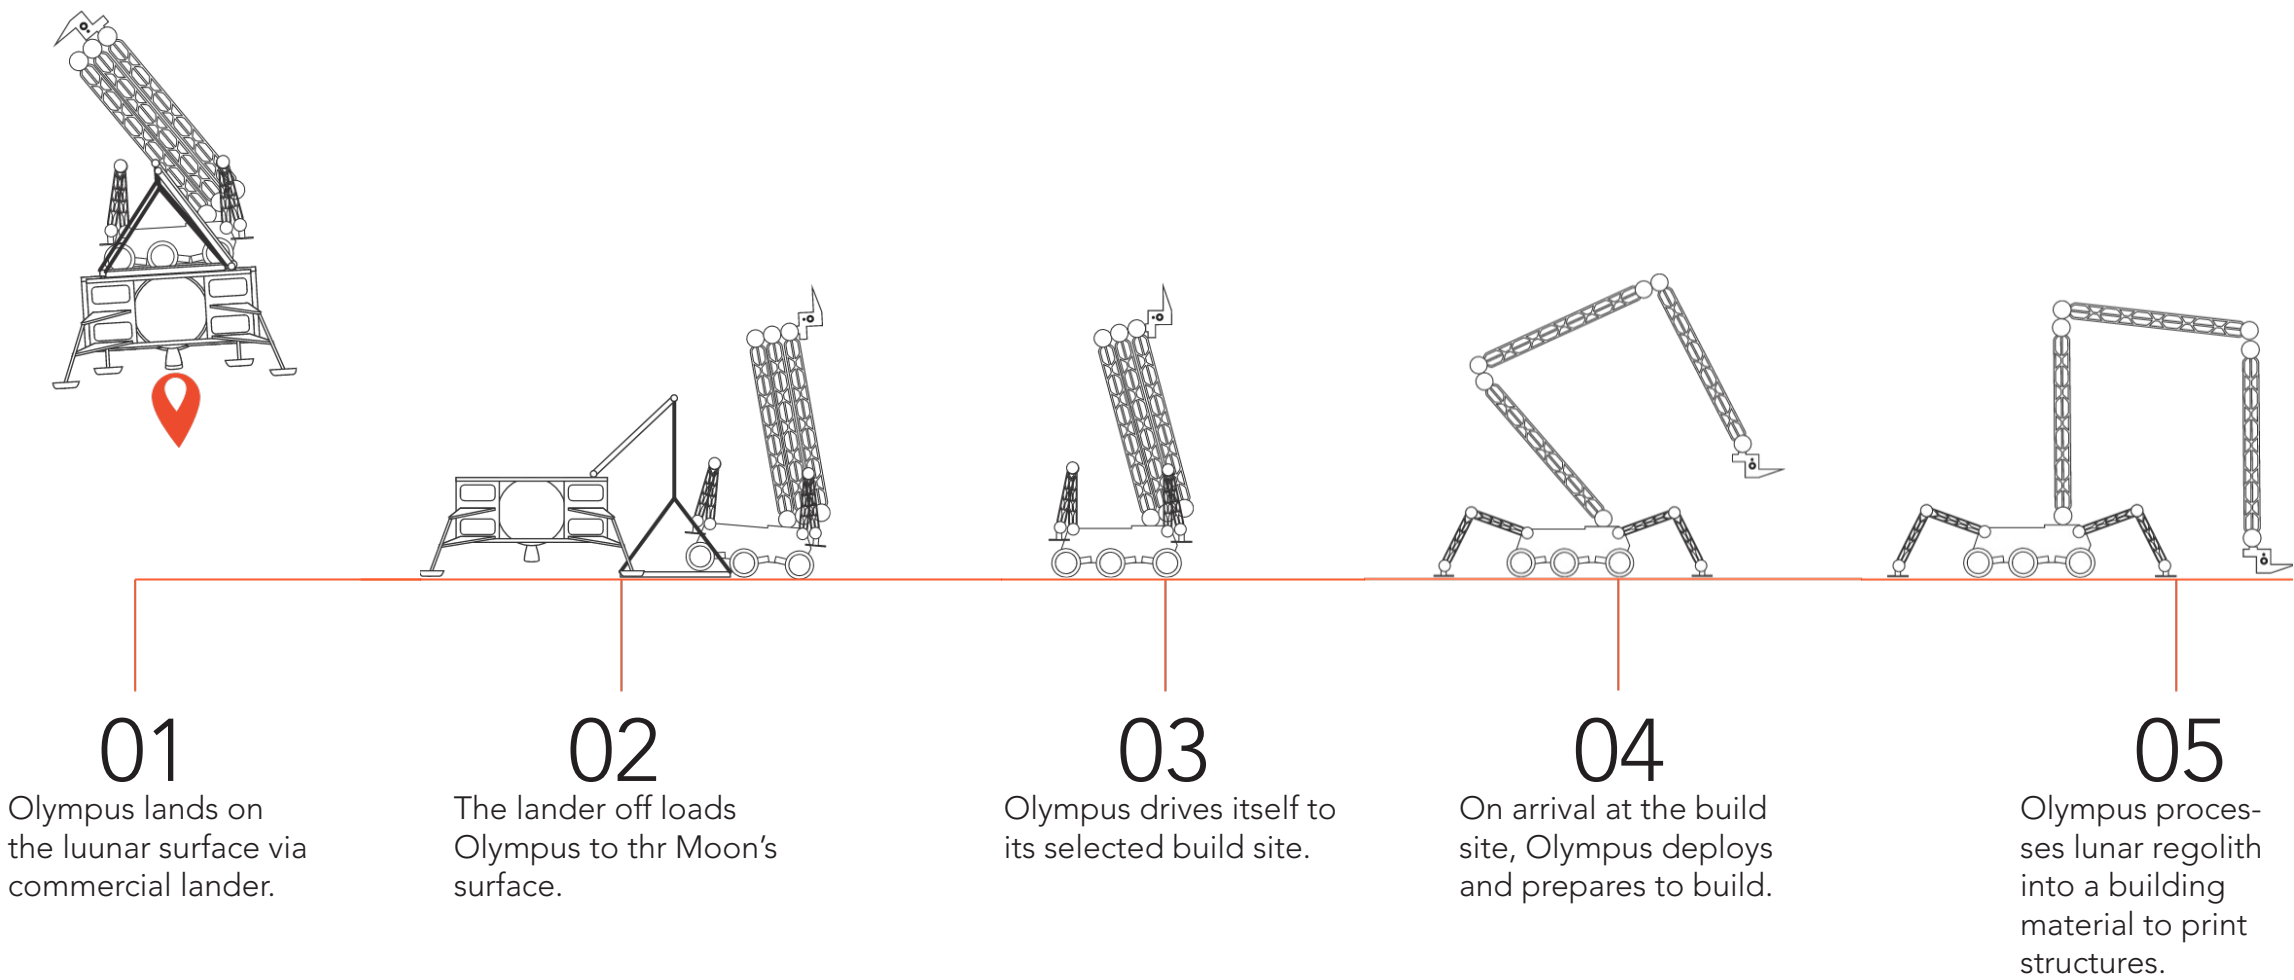 01
Olympus lands on
the luunar surface via
commercial lander.
02
The lander off loads
Olympus to thr Moon's
surface.
03
Olympus drives itself to
its selected build site.
04
On arrival at the build
site, Olympus deploys
and prepares to build.
05
Olympus proces-
ses lunar regolith
into a building
material to print
structures.